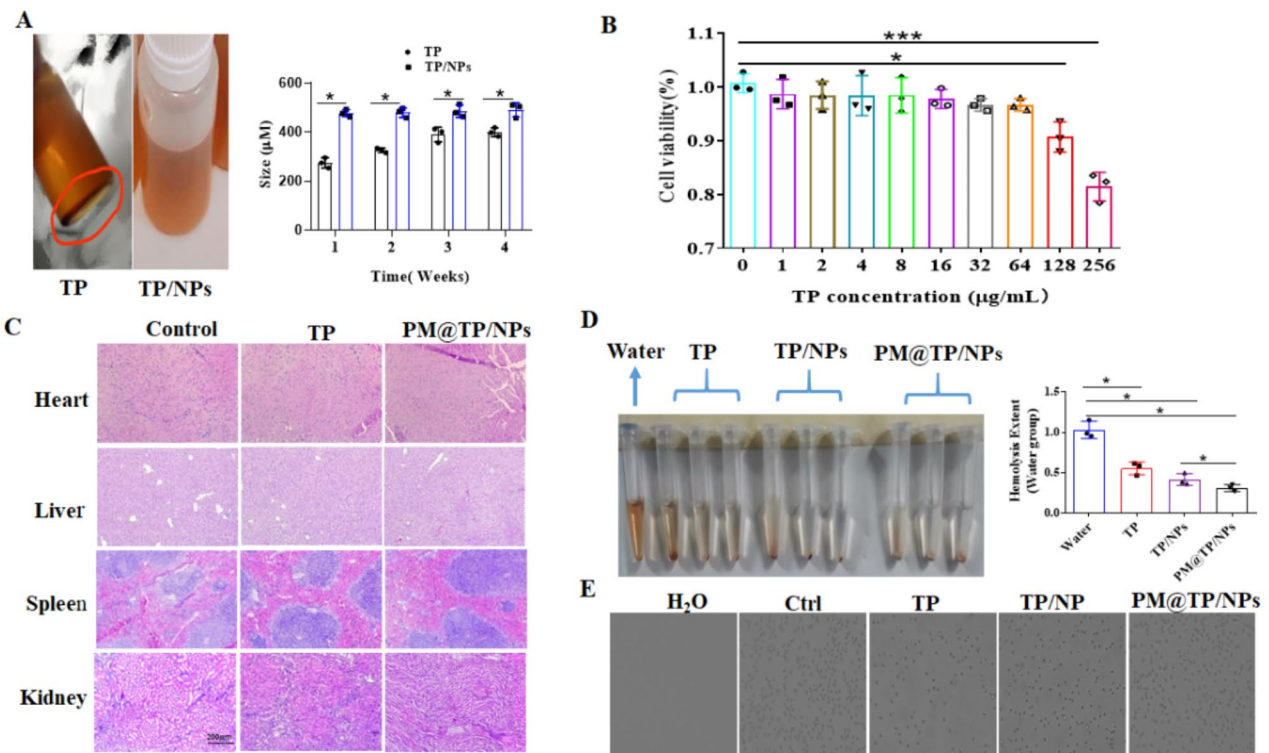 A
TP
TP/NPs
TP
TP/NPs
Size (μM)
600
400
200
0
*
*
*
*
1
2
3
4
Time( Weeks)
B
Cell viability(%)
1.1
1.0
0.9
0.8
0.7
***
*
0
1
2
4
8
16
32
64
128
256
TP concentration (μg/mL)
C
Control
TP
PM@TP/NPs
Heart
Liver
Spleen
Kidney
200μm
D
Water
TP
TP/NPs
PM@TP/NPs
Hemolysis Extent
(Water group)
1.5
1.0
0.5
0.0
*
*
*
*
Water
TP
TP/NPs
PM@TP/NPs
E
H₂O
Ctrl
TP
TP/NP
PM@TP/NPs